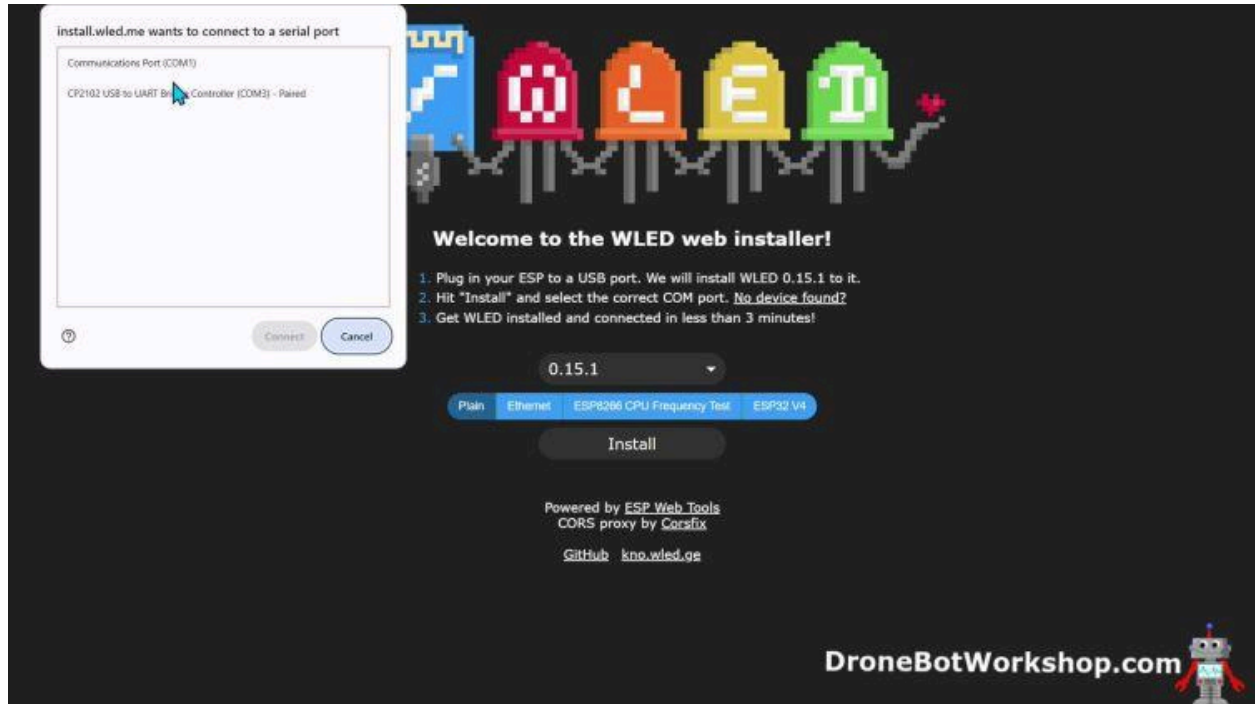 install.wled.me wants to connect to a serial port
Communications Port (COM1)
CP2102 USB to UART Controller (COM3) - Paired
Connect
Cancel
W L E D
Welcome to the WLED web installer!
1. Plug in your ESP to a USB port. We will install WLED 0.15.1 to it.
2. Hit "Install" and select the correct COM port. No device found?
3. Get WLED installed and connected in less than 3 minutes!
0.15.1
Plain Ethernet ESP8266 CPU Frequency Test ESP32 V4
Install
Powered by ESP Web Tools
CORS proxy by Corsfix
GitHub kno.wled.ge
DroneBotWorkshop.com